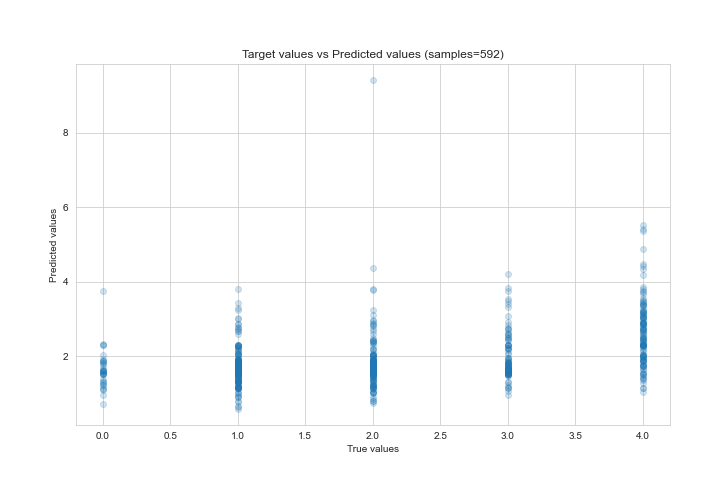 Target values vs Predicted values (samples=592)
Predicted values
8
6
4
2
0.0 0.5 1.0 1.5 2.0 2.5 3.0 3.5 4.0
True values